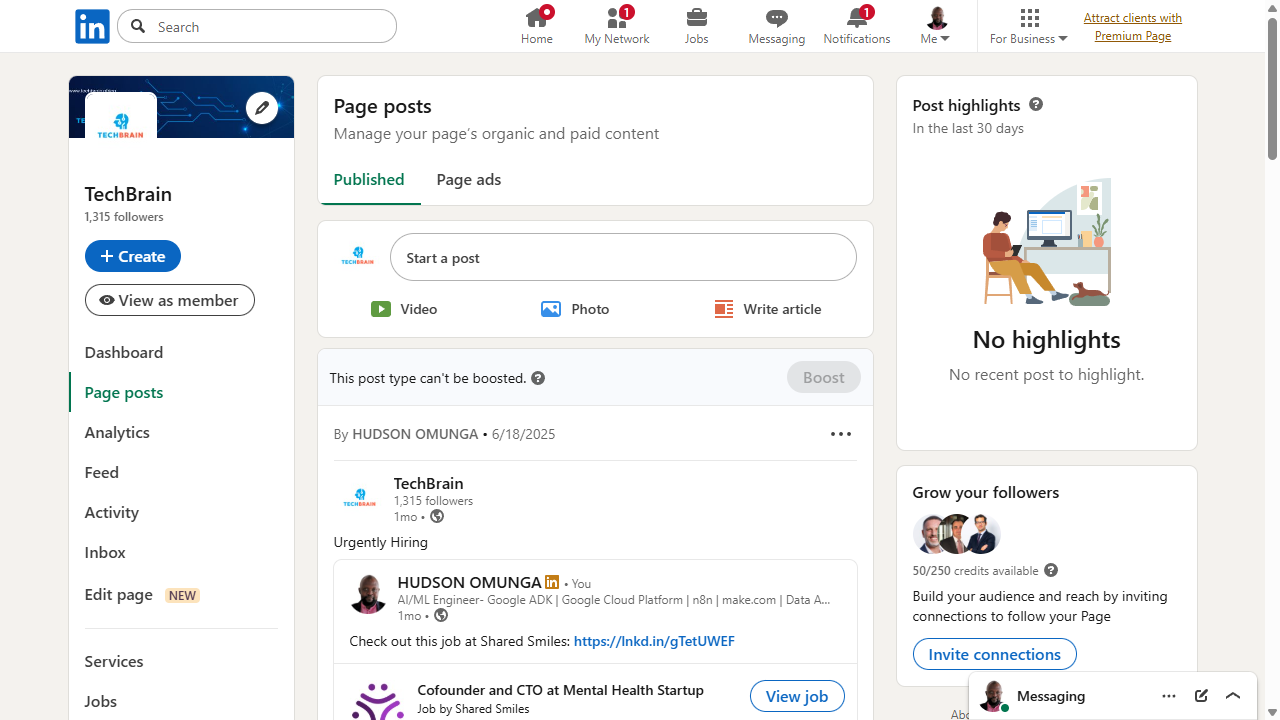 Search
Home
1
My Network
Jobs
Messaging
1
Notifications
Me
For Business
Attract clients with
Premium Page
TECHBRAIN
TechBrain
1,315 followers
Create
View as member
Dashboard
Page posts
Analytics
Feed
Activity
Inbox
Edit page NEW
Services
Jobs
Page posts
Manage your page's organic and paid content
Published
Page ads
TECHBRAIN
Start a post
Video
Photo
Write article
This post type can't be boosted.
Boost
By HUDSON OMUNGA • 6/18/2025
TECHBRAIN
TechBrain
1,315 followers
1mo •
Urgently Hiring
HUDSON OMUNGA in • You
AI/ML Engineer- Google ADK | Google Cloud Platform | n8n | make.com | Data A...
1mo •
Check out this job at Shared Smiles: https://lnkd.in/gTetUWEF
Cofounder and CTO at Mental Health Startup
Job by Shared Smiles
View job
Post highlights
In the last 30 days
No highlights
No recent post to highlight.
Grow your followers
50/250 credits available
Build your audience and reach by inviting
connections to follow your Page
Invite connections
Messaging